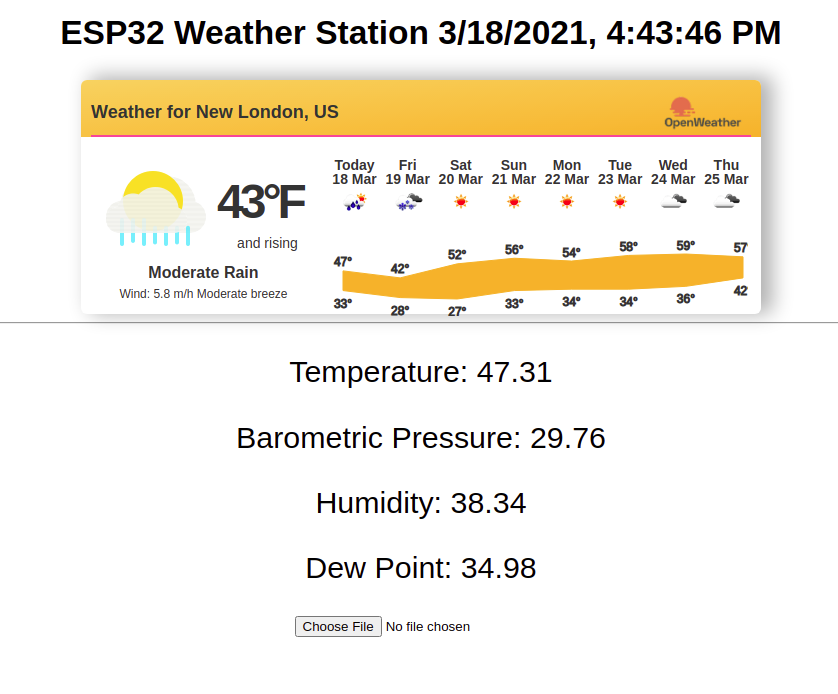 ESP32 Weather Station 3/18/2021, 4:43:46 PM
Weather for New London, US
OpenWeather
43°F
and rising
Moderate Rain
Wind: 5.8 m/h Moderate breeze
Today Fri Sat Sun Mon Tue Wed Thu
18 Mar 19 Mar 20 Mar 21 Mar 22 Mar 23 Mar 24 Mar 25 Mar
47° 42° 52° 56° 54° 58° 59° 57
33° 28° 27° 33° 34° 34° 36° 42
Temperature: 47.31
Barometric Pressure: 29.76
Humidity: 38.34
Dew Point: 34.98
Choose File No file chosen